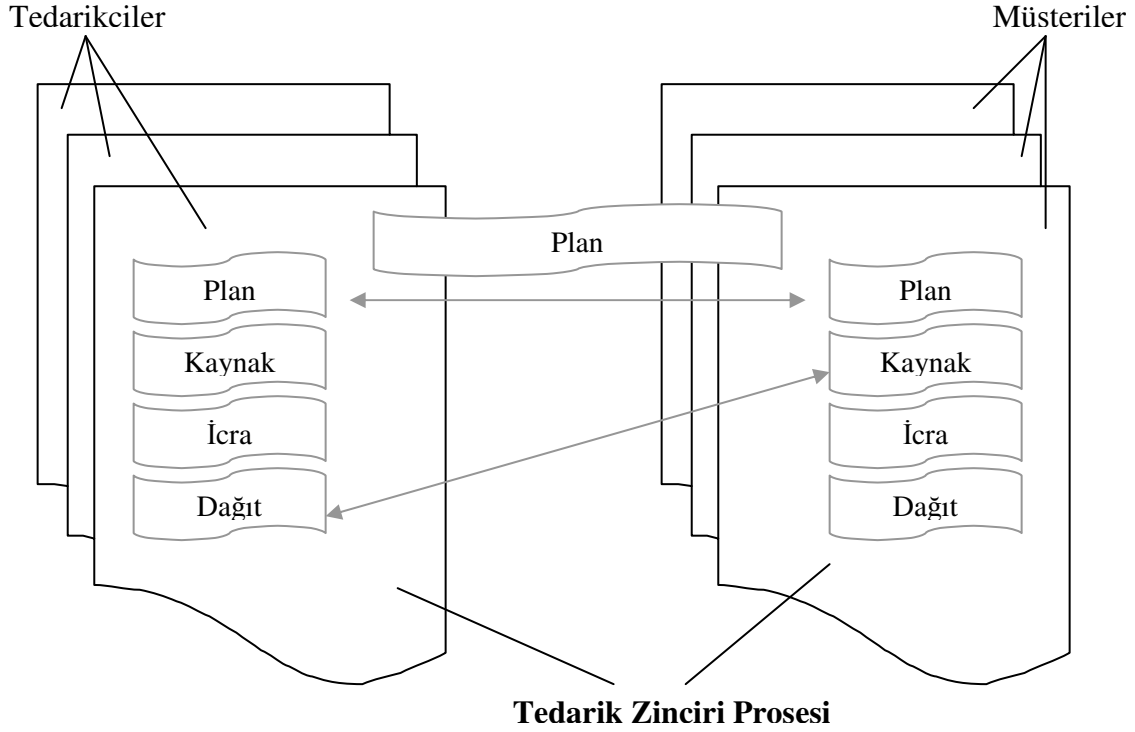 Tedarikciler
Müsteriler
Plan
Plan
Kaynak
İcra
Dağıt
Plan
Kaynak
İcra
Dağıt
Tedarik Zinciri Prosesi